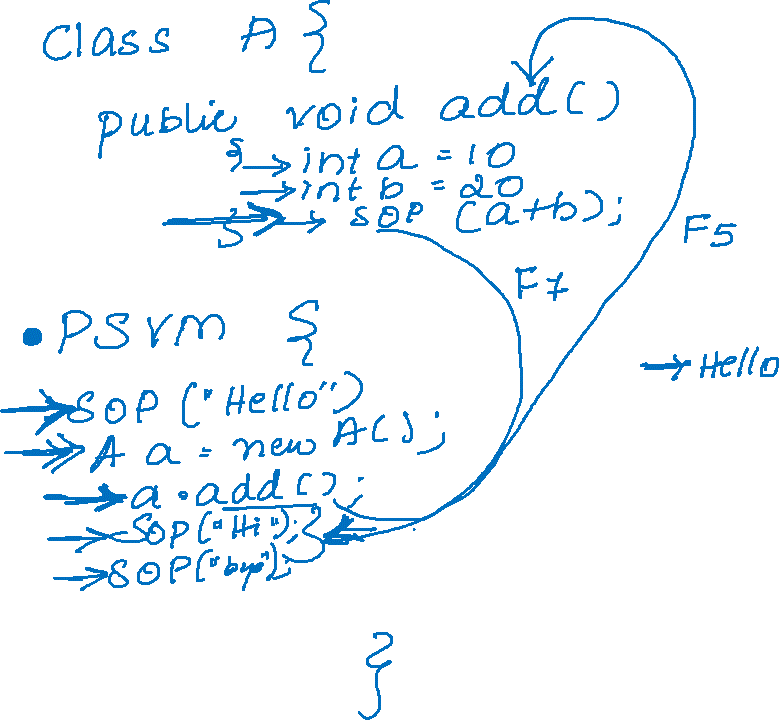 class A {
public void add()
{ int a = 10
int b = 20
} SOP (a+b);
F5
F7
• PSVM {
→ Hello
SOP ("Hello")
A a = new A();
a.add();
SOP("Hi");
SOP("bye");
}